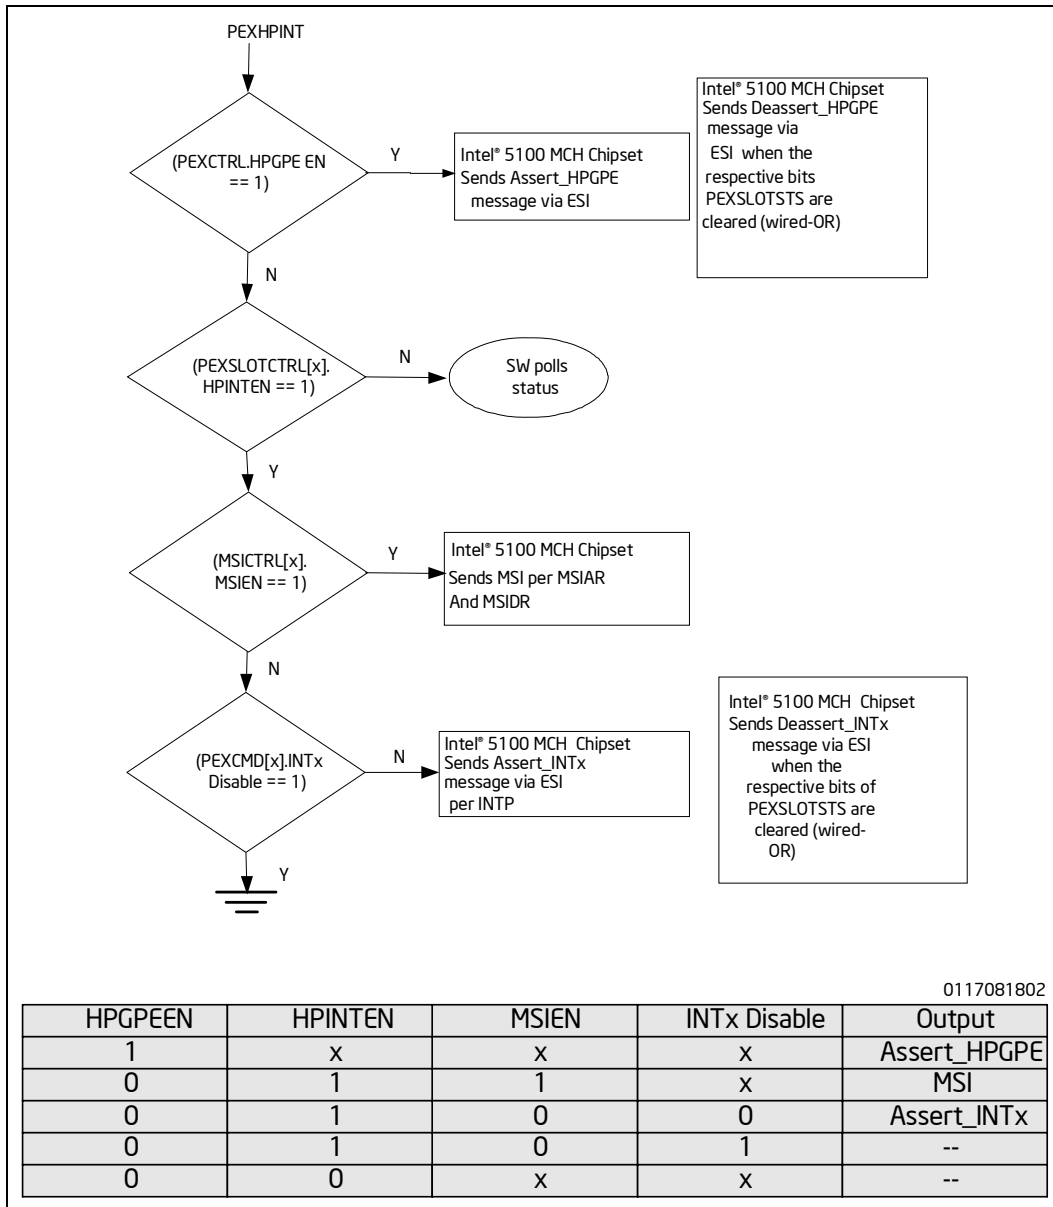 PEXHPINT
(PEXCTRL.HPGPE EN
== 1)
Y
Intel® 5100 MCH Chipset
Sends Assert_HPGPE
message via ESI
Intel® 5100 MCH Chipset
Sends Deassert_HPGPE
message via
ESI when the
respective bits
PEXSLOTSTS are
cleared (wired-OR)
N
(PEXSLOTCTRL[x].
HPINTEN == 1)
N
SW polls
status
Y
(MSICTRL[x].
MSIEN == 1)
Y
Intel® 5100 MCH Chipset
Sends MSI per MSIAR
And MSIDR
N
(PEXCMD[x].INTx
Disable == 1)
N
Intel® 5100 MCH Chipset
Sends Assert_INTx
message via ESI
per INTP
Intel® 5100 MCH Chipset
Sends Deassert_INTx
message via ESI
when the
respective bits of
PEXSLOTSTS are
cleared (wired-
OR)
Y
0117081802
HPGPEEN HPINTEN MSIEN INTx Disable Output
1 x x x Assert_HPGPE
0 1 1 x MSI
0 1 0 0 Assert_INTx
0 1 0 1 --
0 0 x x --